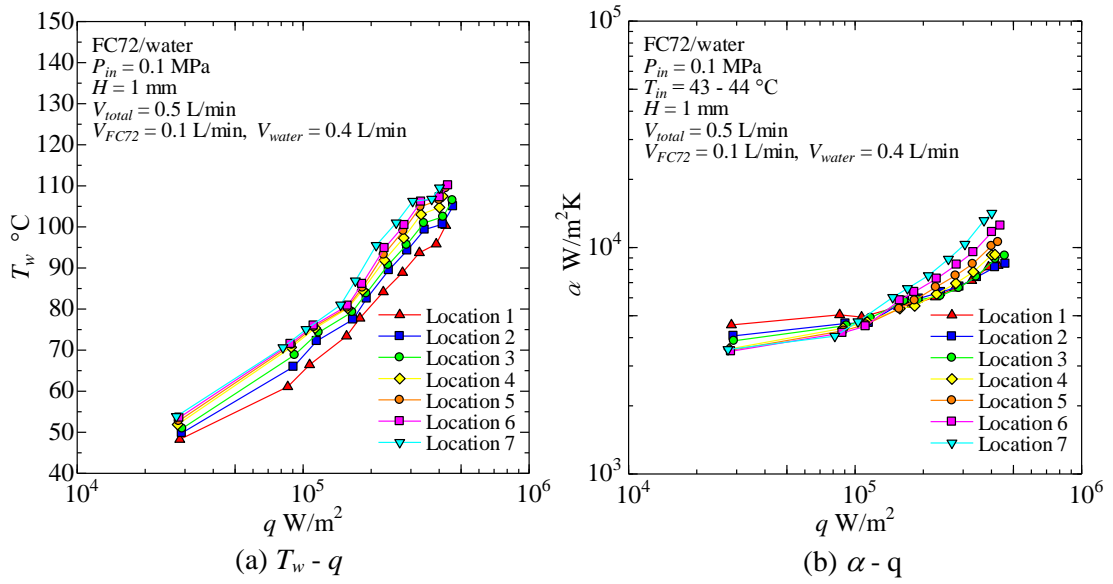 150
140
130
120
110
100
90
80
70
60
50
40
T_w °C
FC72/water
P_in = 0.1 MPa
H = 1 mm
V_total = 0.5 L/min
V_FC72 = 0.1 L/min, V_water = 0.4 L/min
Location 1
Location 2
Location 3
Location 4
Location 5
Location 6
Location 7
10^4 10^5 10^6
q W/m^2
(a) T_w - q
10^5
10^4
10^3
α W/m^2K
FC72/water
P_in = 0.1 MPa
T_in = 43 - 44 °C
H = 1 mm
V_total = 0.5 L/min
V_FC72 = 0.1 L/min, V_water = 0.4 L/min
Location 1
Location 2
Location 3
Location 4
Location 5
Location 6
Location 7
10^4 10^5 10^6
q W/m^2
(b) α - q